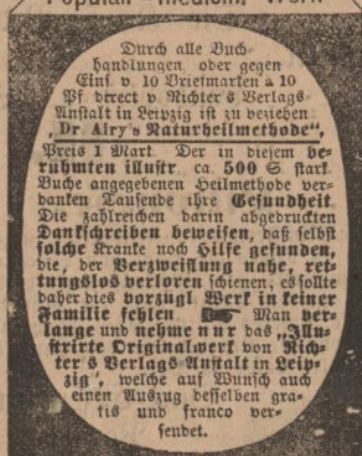 Populär-medicin. Werk
Durch alle Buch-
handlungen oder gegen
Eins v 10 Briefmarken a 10
Pf direct v Richter's Verlags
Anstalt in Leipzig ist zu beziehen
„Dr Airy's Naturheilmethode“,
Preis 1 Mark Der in diesem be-
rühmten illustr ca. 500 S stark
Buche angegebenen Heilmethode ver-
danken Tausende ihre Gesundheit
Die zahlreichen darin abgedruckten
Dankschreiben beweisen, daß selbst
solche Kranke noch Hilfe gefunden,
die, der Verzweiflung nahe, ret-
tungslos verloren schienen, es sollte
daher dies vorzügl Werk in keiner
Familie fehlen ☛ Man ver-
lange und nehme nur das „Illu-
strirte Originalwerk von Rich-
ter's Verlags Anstalt in Leip-
zig“, welche auf Wunsch auch
einen Auszug desselben gra-
tis und franco ver-
sendet.